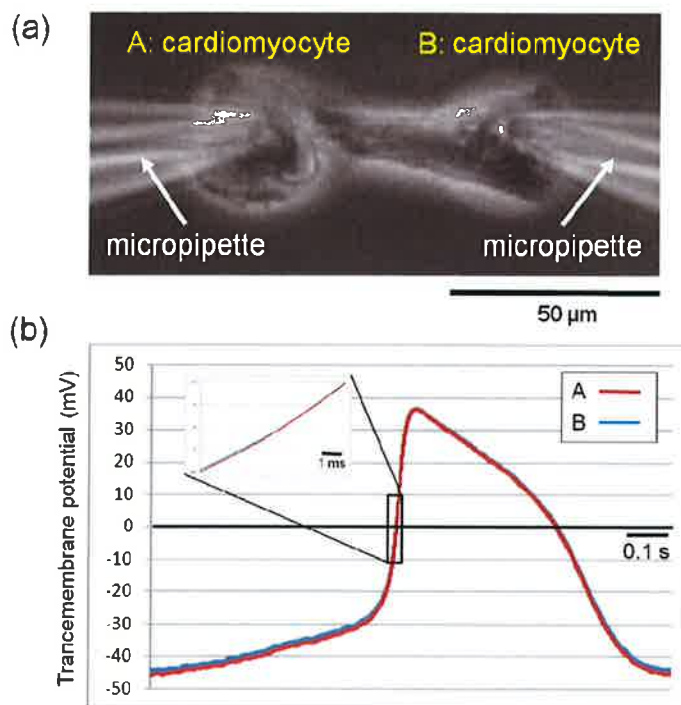 (a)
A: cardiomyocyte B: cardiomyocyte
micropipette micropipette
50 µm
(b)
Trancemembrane potential (mV)
50
40
30
20
10
0
-10
-20
-30
-40
-50
1 ms
A
B
0.1 s